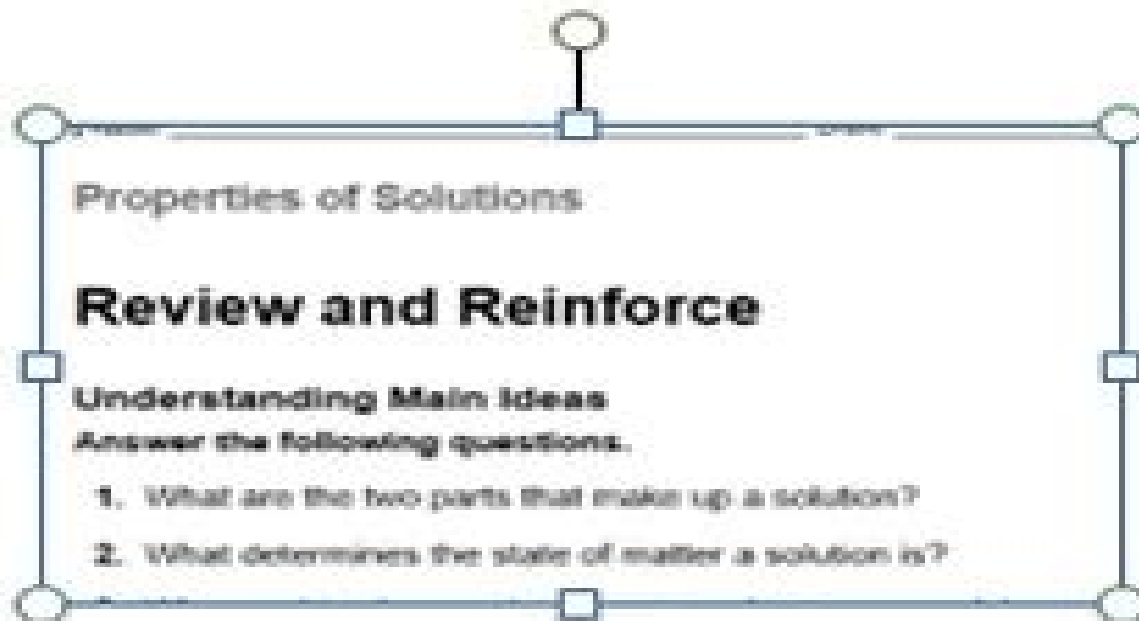 Properties of Solutions
Review and Reinforce
Understanding Main Ideas
Answer the following questions.
1. What are the two parts that make up a solution?
2. What determines the state of matter a solution is?